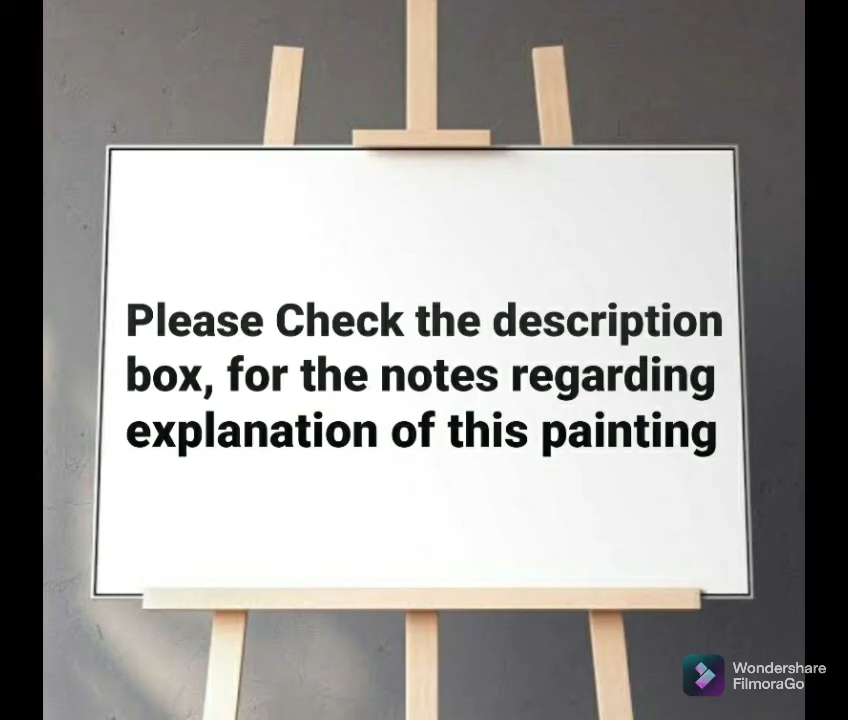 Please Check the description
box, for the notes regarding
explanation of this painting
Wondershare
FilmoraGo